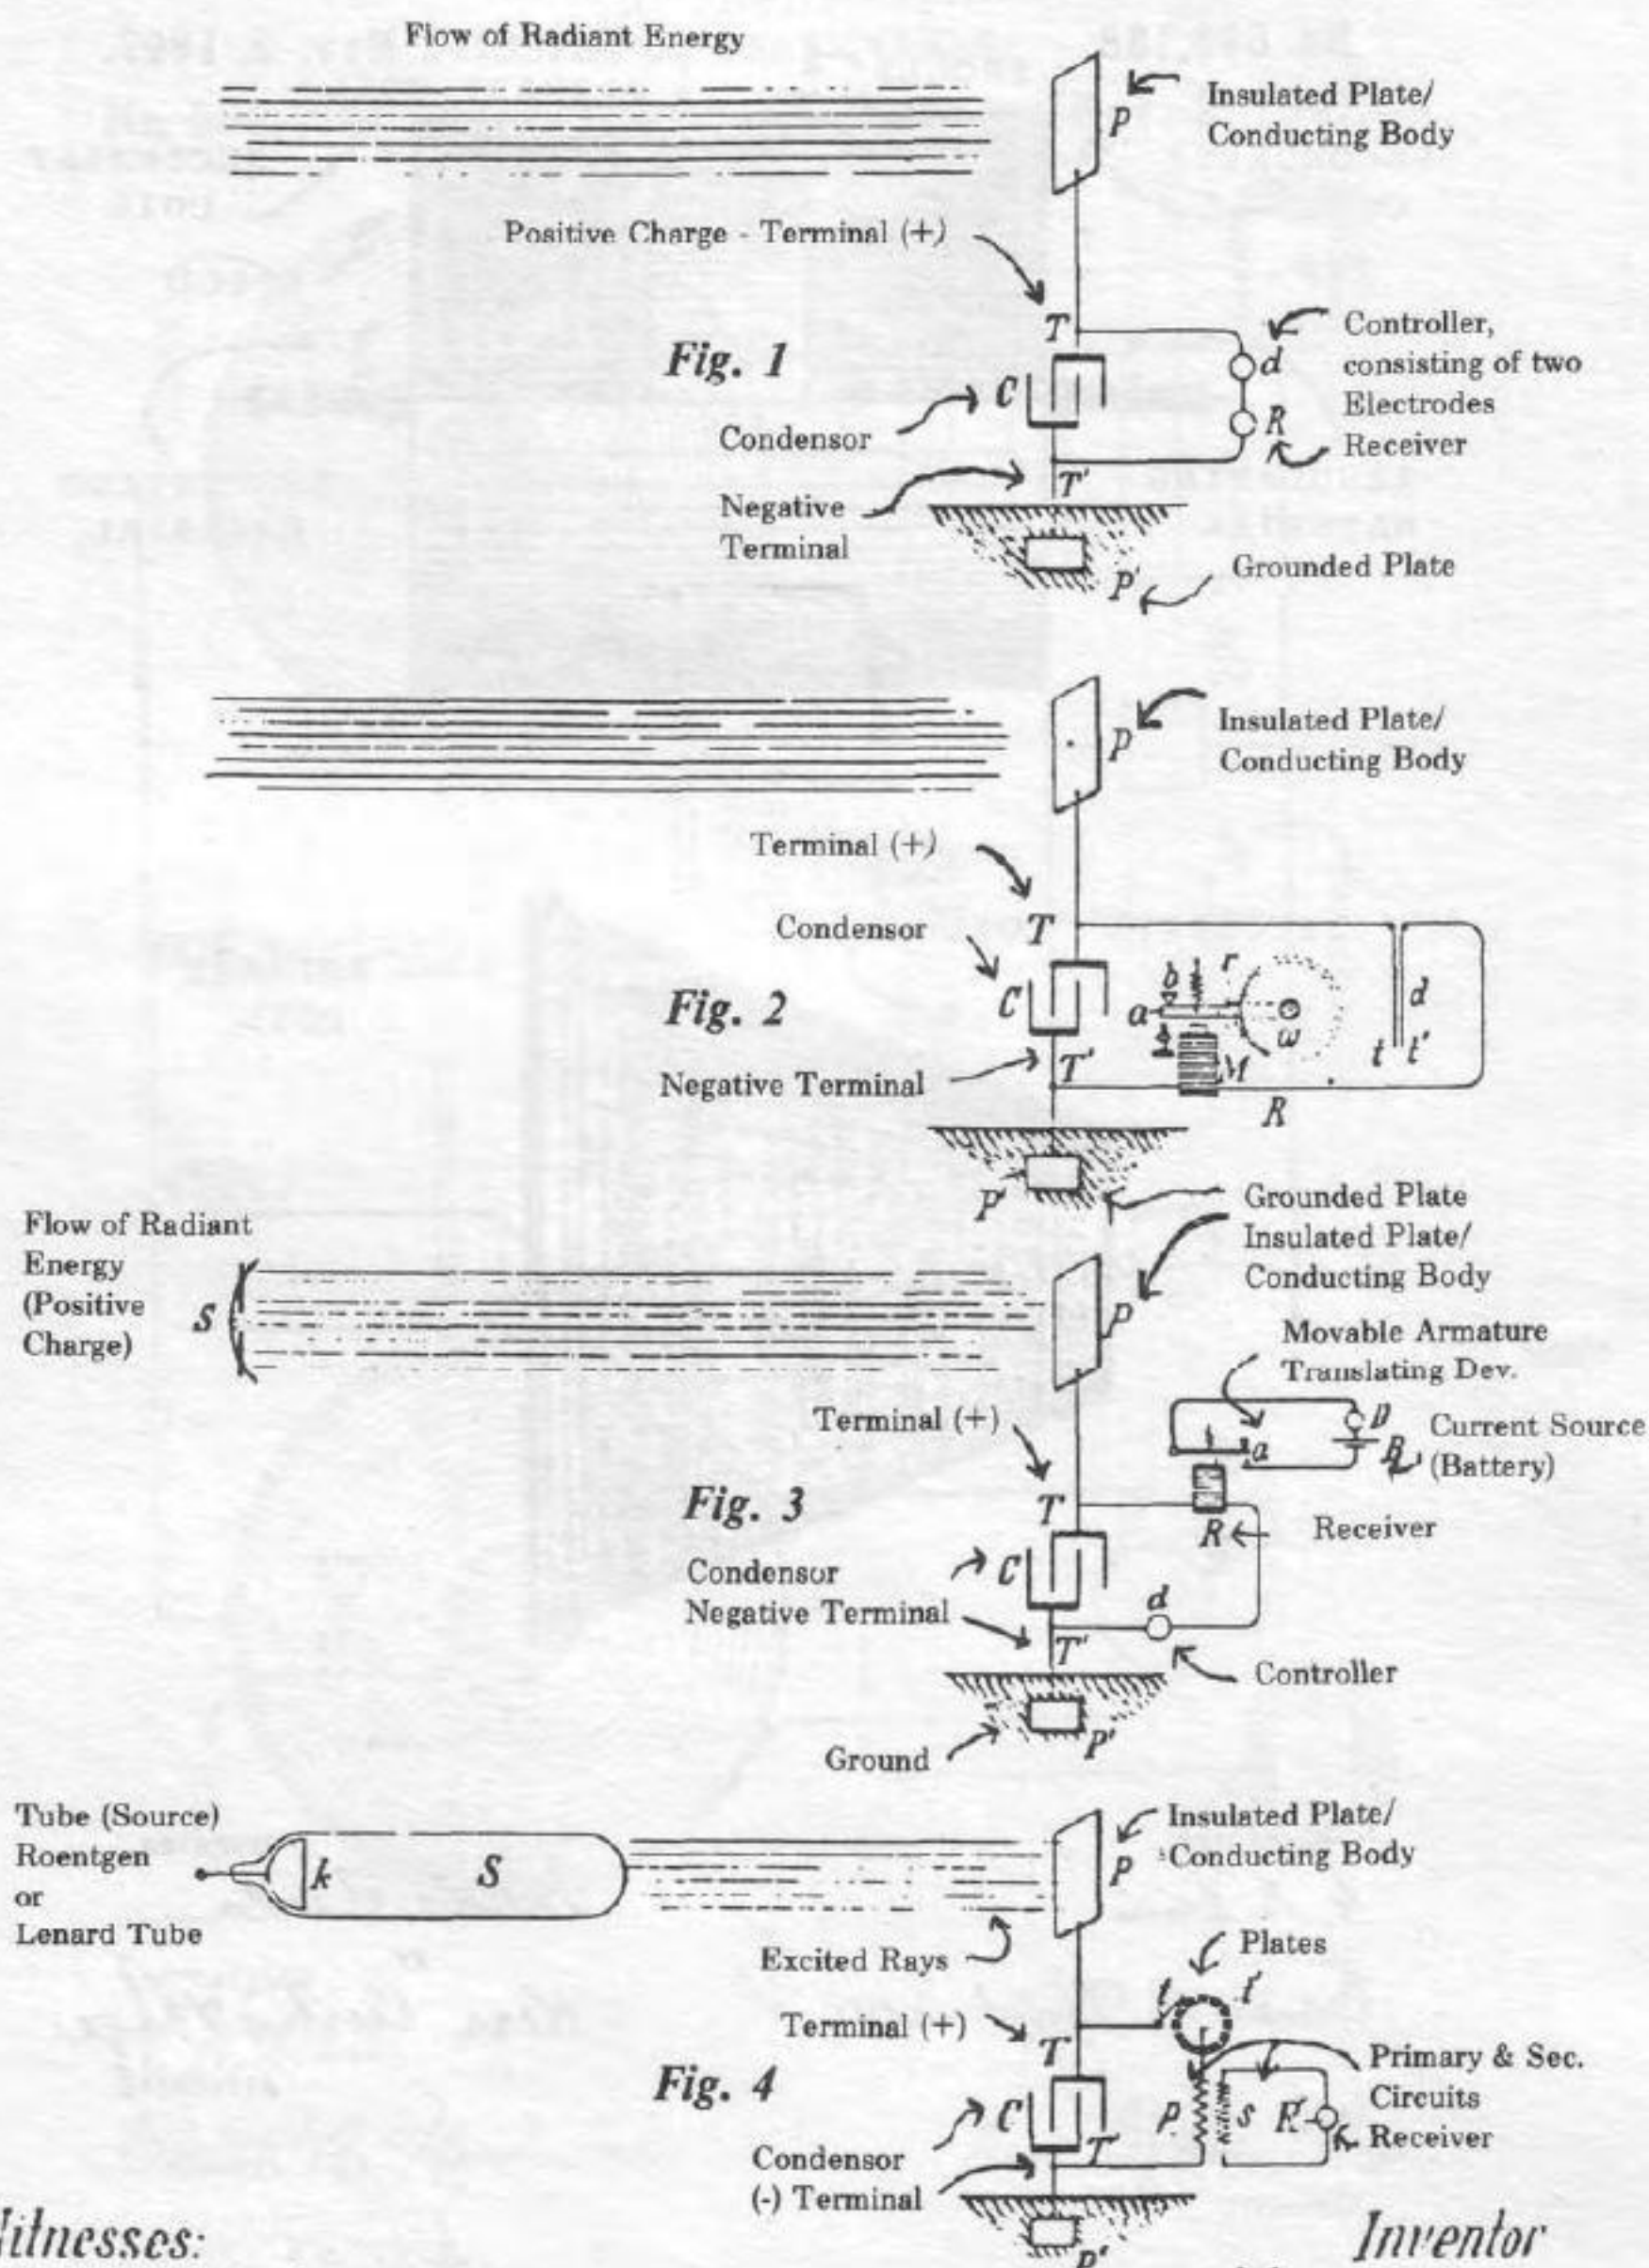 Flow of Radiant Energy
P
Insulated Plate/
Conducting Body
Positive Charge - Terminal (+)
T
Fig. 1
C
Condensor
d
Controller,
consisting of two
Electrodes
R
Receiver
Negative
Terminal
T'
P'
Grounded Plate
P
Insulated Plate/
Conducting Body
Terminal (+)
T
Condensor
C
Fig. 2
a
b
r
w
M
d
t t'
Negative Terminal
T'
R
P'
Grounded Plate
Flow of Radiant
Energy
(Positive
Charge)
S
P
Insulated Plate/
Conducting Body
Movable Armature
Translating Dev.
a
D
B
Current Source
(Battery)
Terminal (+)
T
Fig. 3
R
Receiver
C
Condensor
Negative Terminal
T'
d
Controller
Ground
P'
Tube (Source)
Roentgen
or
Lenard Tube
k
S
P
Insulated Plate/
Conducting Body
Excited Rays
Plates
t t'
Terminal (+)
T
Fig. 4
C
P
s
R
Primary & Sec.
Circuits
Receiver
Condensor
(-) Terminal
T'
P'
Witnesses:
Inventor